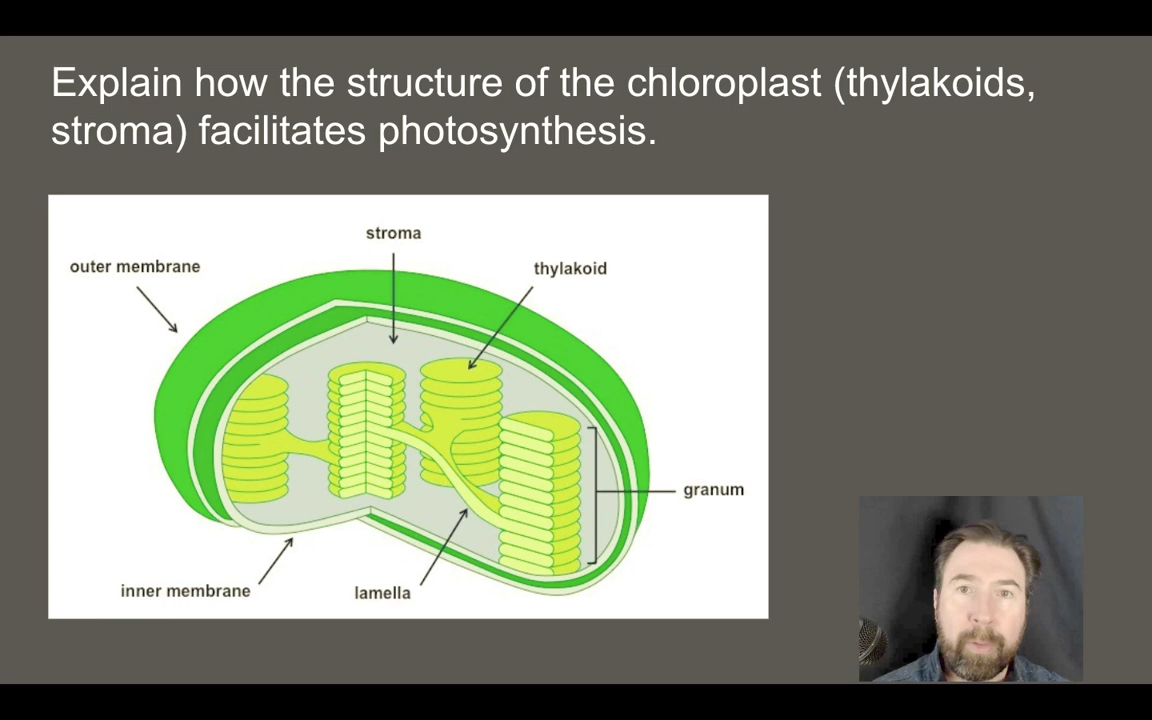 Explain how the structure of the chloroplast (thylakoids,
stroma) facilitates photosynthesis.
stroma
outer membrane
thylakoid
granum
inner membrane
lamella